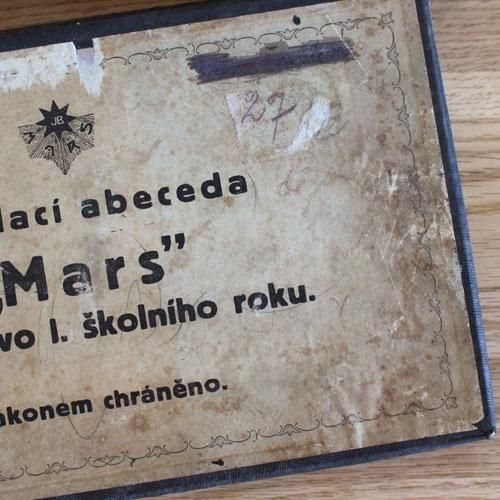 27
JB
MARS
lací abeceda
„Mars”
vo I. školního roku.
akonem chráněno.